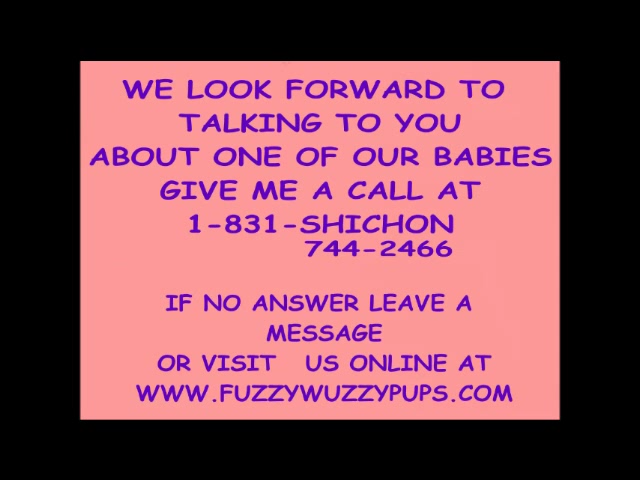 WE LOOK FORWARD TO
TALKING TO YOU
ABOUT ONE OF OUR BABIES
GIVE ME A CALL AT
1-831-SHICHON
744-2466
IF NO ANSWER LEAVE A
MESSAGE
OR VISIT US ONLINE AT
WWW.FUZZYWUZZYPUPS.COM